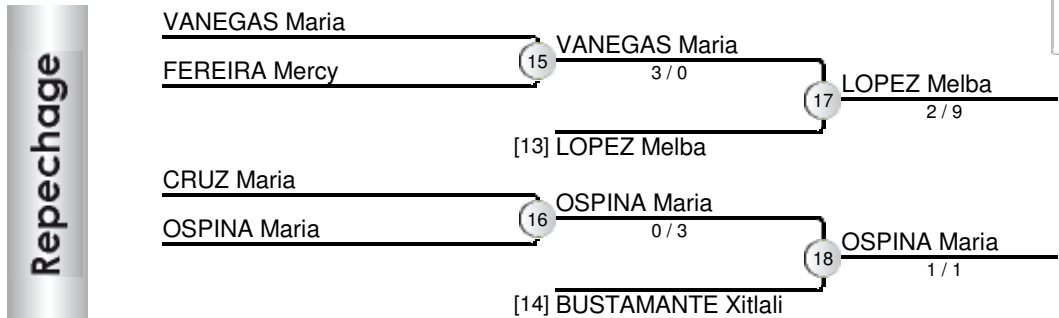 Repechage
VANEGAS Maria
FEREIRA Mercy
15
VANEGAS Maria
3 / 0
[13] LOPEZ Melba
17
LOPEZ Melba
2 / 9
CRUZ Maria
OSPINA Maria
16
OSPINA Maria
0 / 3
[14] BUSTAMANTE Xitlali
18
OSPINA Maria
1 / 1